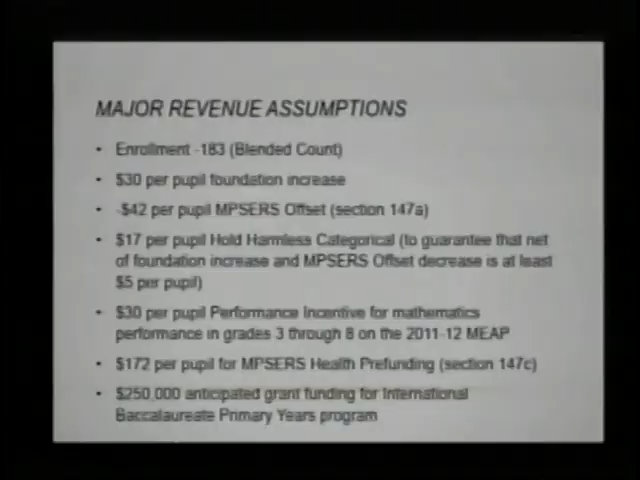 MAJOR REVENUE ASSUMPTIONS
• Enrollment -183 (Blended Count)
• $30 per pupil foundation increase
• -$42 per pupil MPSERS Offset (section 147a)
• $17 per pupil Hold Harmless Categorical (to guarantee that net
of foundation increase and MPSERS Offset decrease is at least
$5 per pupil)
• $30 per pupil Performance Incentive for mathematics
performance in grades 3 through 8 on the 2011-12 MEAP
• $172 per pupil for MPSERS Health Prefunding (section 147c)
• $250,000 anticipated grant funding for International
Baccalaureate Primary Years program